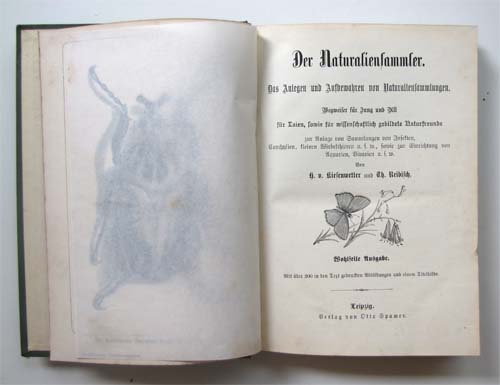 Der Naturaliensammler.
Das Anlegen und Aufbewahren von Naturaliensammlungen.
Wegweiser für Jung und Alt
für Laien, sowie für wissenschaftlich gebildete Naturfreunde
zur Anlage von Sammlungen von Insekten,
Conchylien, kleinen Wirbelthieren u. s. w., sowie zur Einrichtung von
Aquarien, Vivarien u. s. w.
Von
H. v. Kiesenwetter und Th. Reibisch.
Wohlfeile Ausgabe.
Mit über 200 in den Text gedruckten Abbildungen und einem Titelbilde.
Leipzig.
Verlag von Otto Spamer.